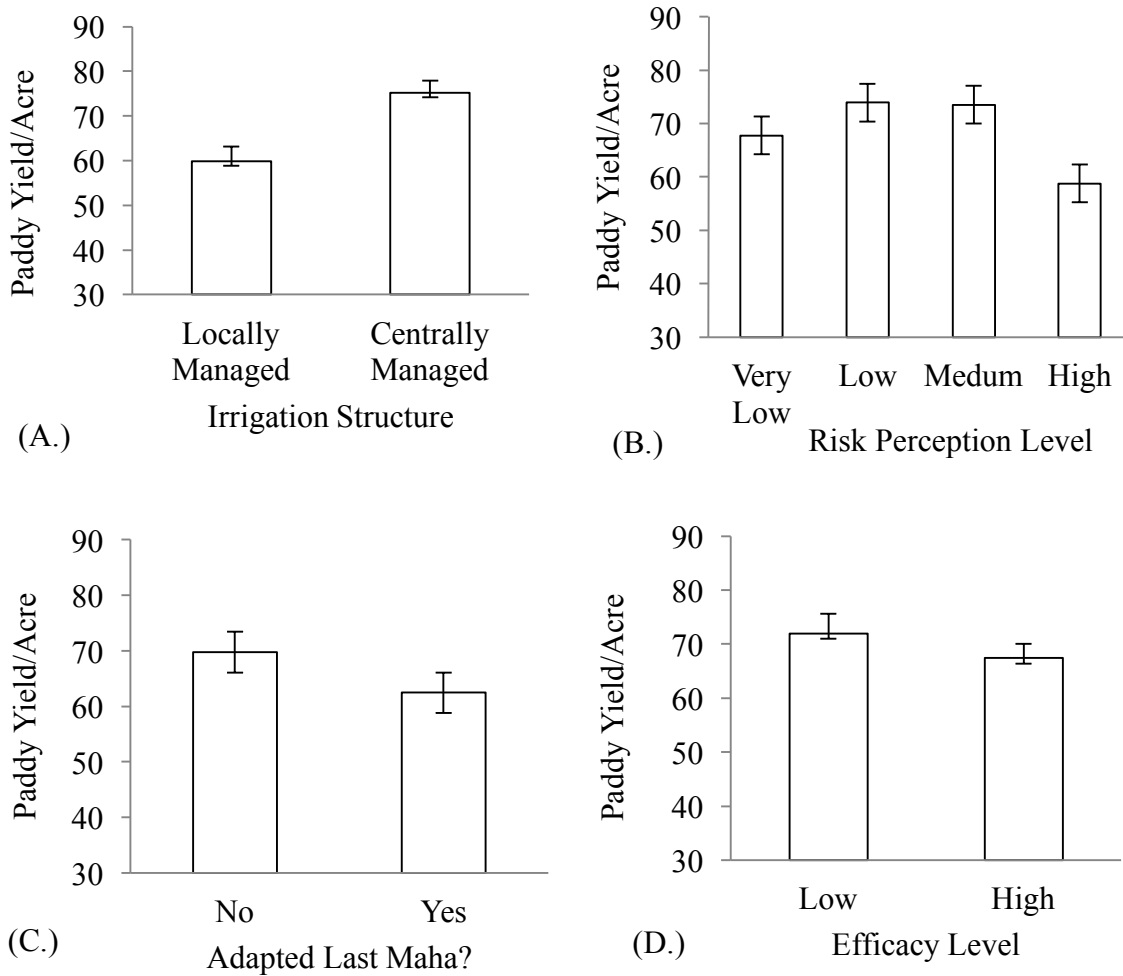 Paddy Yield/Acre
90
80
70
60
50
40
30
Locally
Managed
Centrally
Managed
Irrigation Structure
(A.)
Paddy Yield/Acre
90
80
70
60
50
40
30
Very
Low
Low
Medum
High
Risk Perception Level
(B.)
Paddy Yield/Acre
90
80
70
60
50
40
30
No
Yes
Adapted Last Maha?
(C.)
Paddy Yield/Acre
90
80
70
60
50
40
30
Low
High
Efficacy Level
(D.)